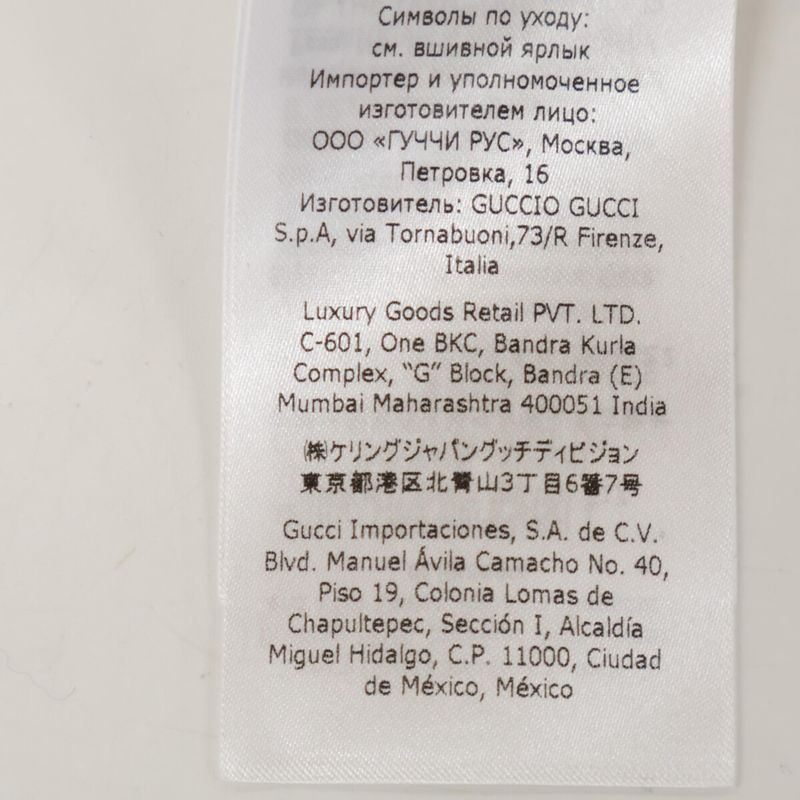 Символы по уходу:
см. вшивной ярлык
Импортер и уполномоченное
изготовителем лицо:
ООО «ГУЧЧИ РУС», Москва,
Петровка, 16
Изготовитель: GUCCIO GUCCI
S.p.A, via Tornabuoni,73/R Firenze,
Italia
Luxury Goods Retail PVT. LTD.
C-601, One BKC, Bandra Kurla
Complex, “G” Block, Bandra (E)
Mumbai Maharashtra 400051 India
㈱ケリングジャパングッチディビジョン
東京都港区北青山3丁目6番7号
Gucci Importaciones, S.A. de C.V.
Blvd. Manuel Ávila Camacho No. 40,
Piso 19, Colonia Lomas de
Chapultepec, Sección I, Alcaldía
Miguel Hidalgo, C.P. 11000, Ciudad
de México, México